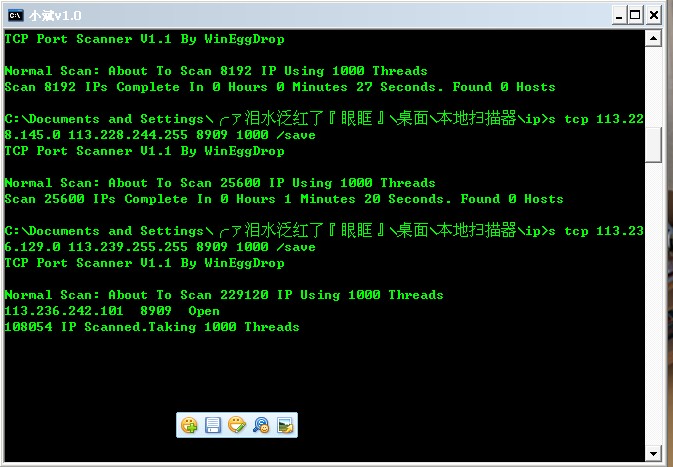 小斌v1.0
TCP Port Scanner V1.1 By WinEggDrop
Normal Scan: About To Scan 8192 IP Using 1000 Threads
Scan 8192 IPs Complete In 0 Hours 0 Minutes 27 Seconds. Found 0 Hosts
C:\Documents and Settings\╭ァ泪水泛红了『眼眶』\桌面\本地扫描器\ip>s tcp 113.22
8.145.0 113.228.244.255 8909 1000 /save
TCP Port Scanner V1.1 By WinEggDrop
Normal Scan: About To Scan 25600 IP Using 1000 Threads
Scan 25600 IPs Complete In 0 Hours 1 Minutes 20 Seconds. Found 0 Hosts
C:\Documents and Settings\╭ァ泪水泛红了『眼眶』\桌面\本地扫描器\ip>s tcp 113.23
6.129.0 113.239.255.255 8909 1000 /save
TCP Port Scanner V1.1 By WinEggDrop
Normal Scan: About To Scan 229120 IP Using 1000 Threads
113.236.242.101  8909  Open
108054 IP Scanned.Taking 1000 Threads